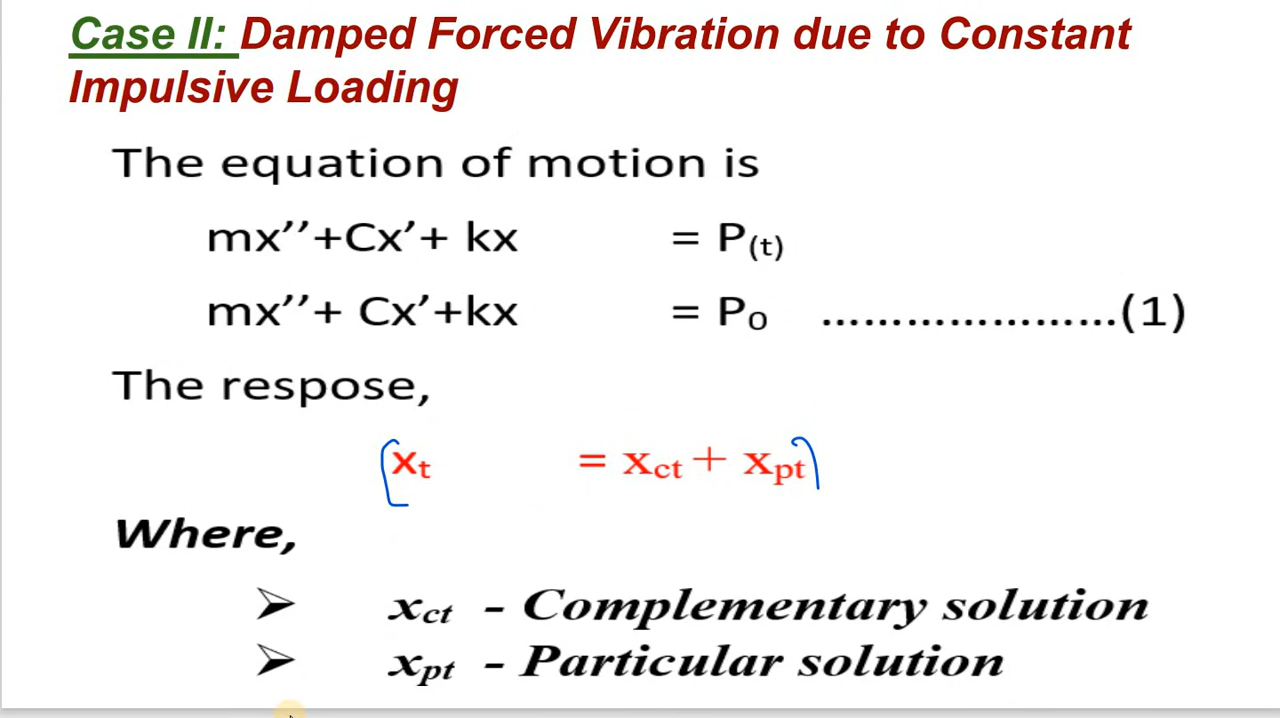 Case II: Damped Forced Vibration due to Constant
Impulsive Loading
The equation of motion is
mx’’+Cx’+ kx = P(t)
mx’’+ Cx’+kx = P0 …………………(1)
The respose,
xt = xct + xpt
Where,
➢ xct - Complementary solution
➢ xpt - Particular solution